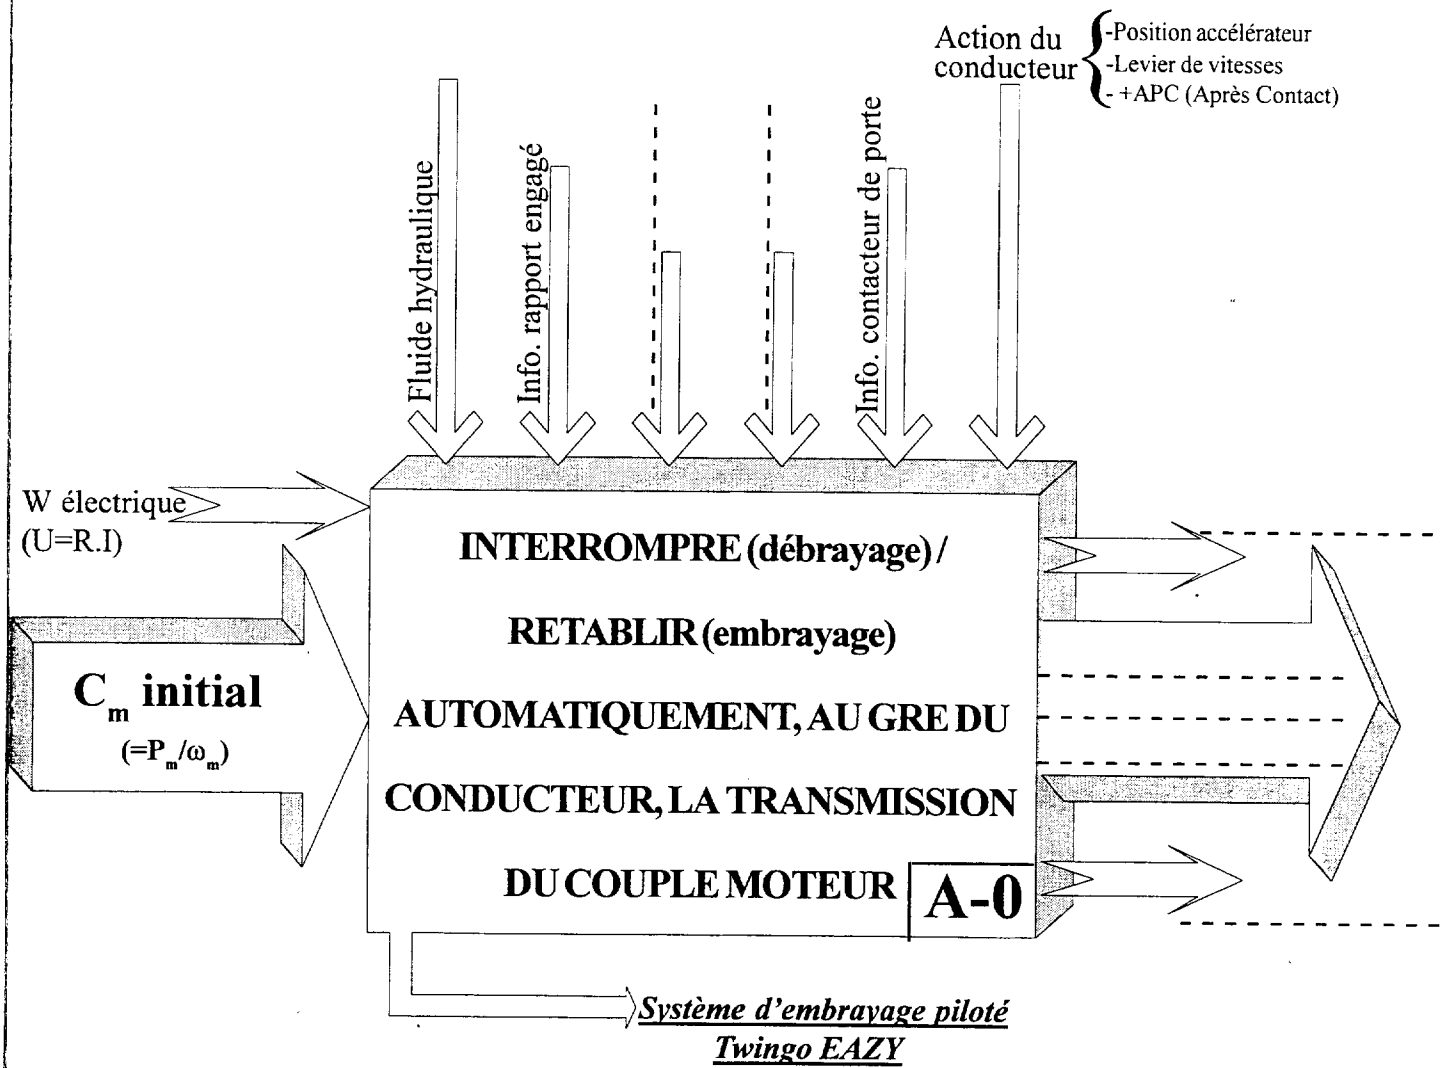 Action du
conducteur
-Position accélérateur
-Levier de vitesses
- +APC (Après Contact)
Fluide hydraulique
Info. rapport engagé
Info. contacteur de porte
W électrique
(U=R.I)
C_m initial
(=P_m/ω_m)
INTERROMPRE (débrayage) /
RETABLIR (embrayage)
AUTOMATIQUEMENT, AU GRE DU
CONDUCTEUR, LA TRANSMISSION
DU COUPLE MOTEUR
A-0
Système d'embrayage piloté
Twingo EAZY